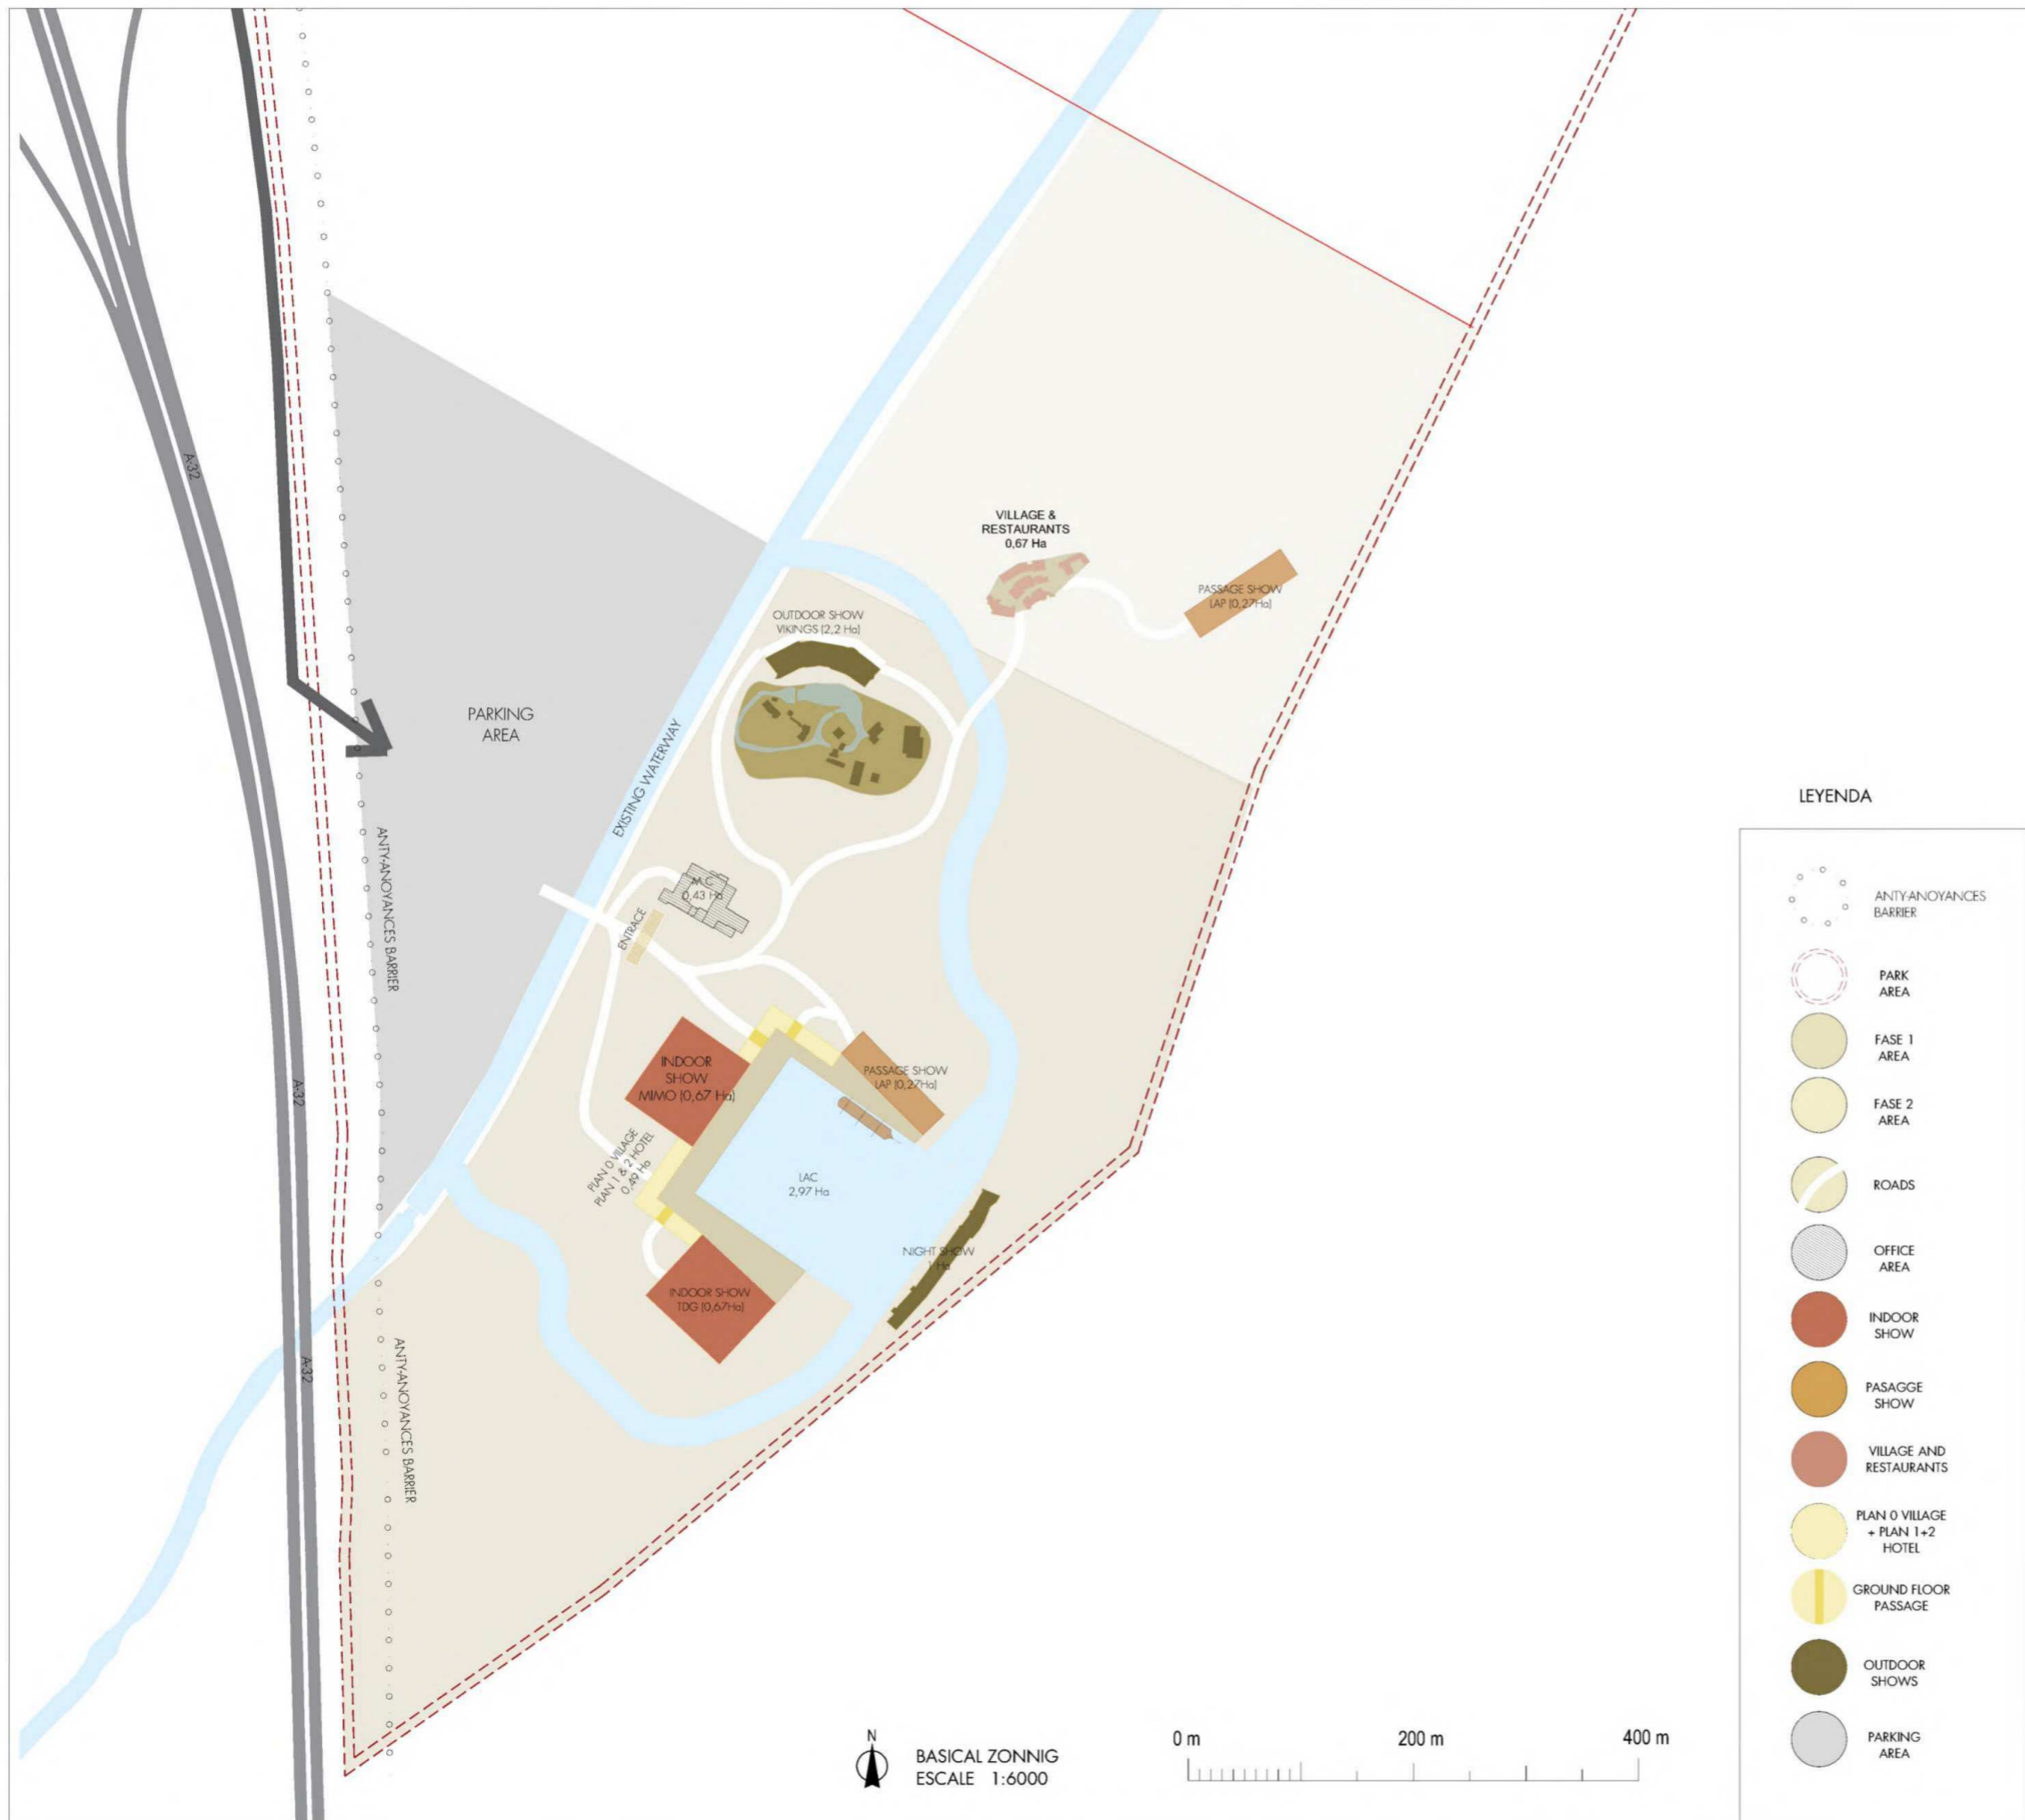 A-32
VILLAGE &
RESTAURANTS
0,67 Ha
PASSAGE SHOW
LAP (0,27Ha)
OUTDOOR SHOW
VIKINGS (2,2 Ha)
PARKING
AREA
EXISTING WATERWAY
ANTY-ANOYANCES BARRIER
M.C
0,43 Ha
ENTRACE
INDOOR
SHOW
MIMO (0,67 Ha)
PASSAGE SHOW
LAP (0,27Ha)
A-32
PLAN 0 VILLAGE
PLAN 1 & 2 HOTEL
0,49 Ha
LAC
2,97 Ha
NIGHT SHOW
1 Ha
INDOOR SHOW
TDG (0,67Ha)
A-32
ANTY-ANOYANCES BARRIER
LEYENDA
ANTY-ANOYANCES
BARRIER
PARK
AREA
FASE 1
AREA
FASE 2
AREA
ROADS
OFFICE
AREA
INDOOR
SHOW
PASAGGE
SHOW
VILLAGE AND
RESTAURANTS
PLAN 0 VILLAGE
+ PLAN 1+2
HOTEL
GROUND FLOOR
PASSAGE
OUTDOOR
SHOWS
PARKING
AREA
N
BASICAL ZONNIG
ESCALE 1:6000
0 m 200 m 400 m